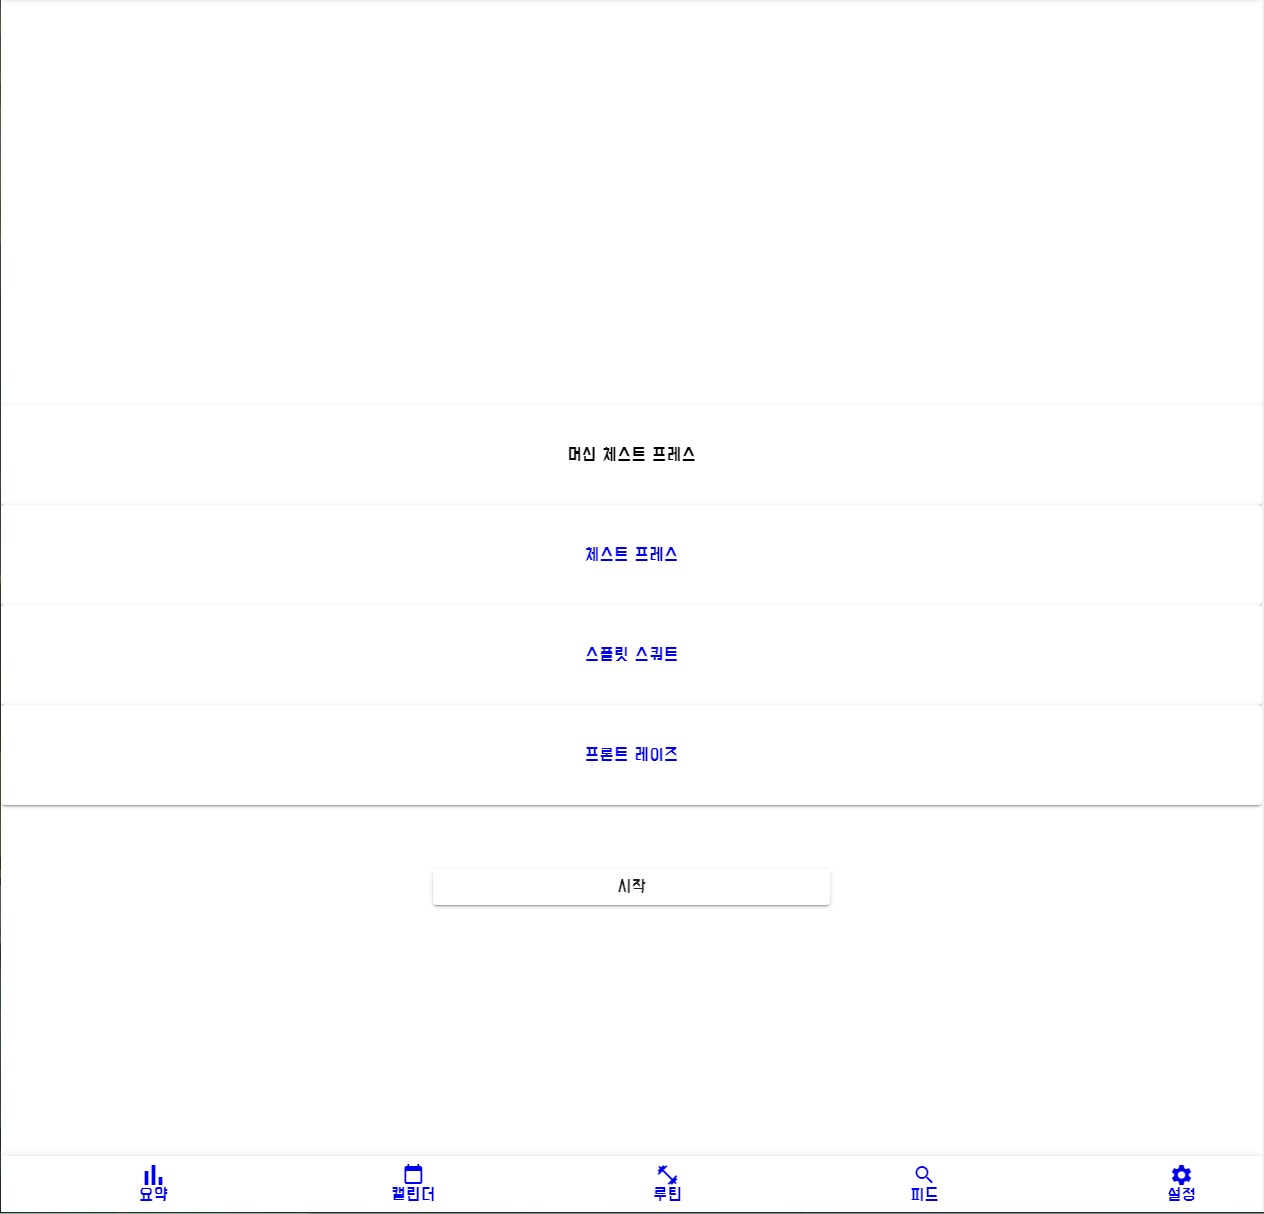 머신 체스트 프레스
체스트 프레스
스플릿 스쿼트
프론트 레이즈
시작
요약
캘린더
루틴
피드
설정